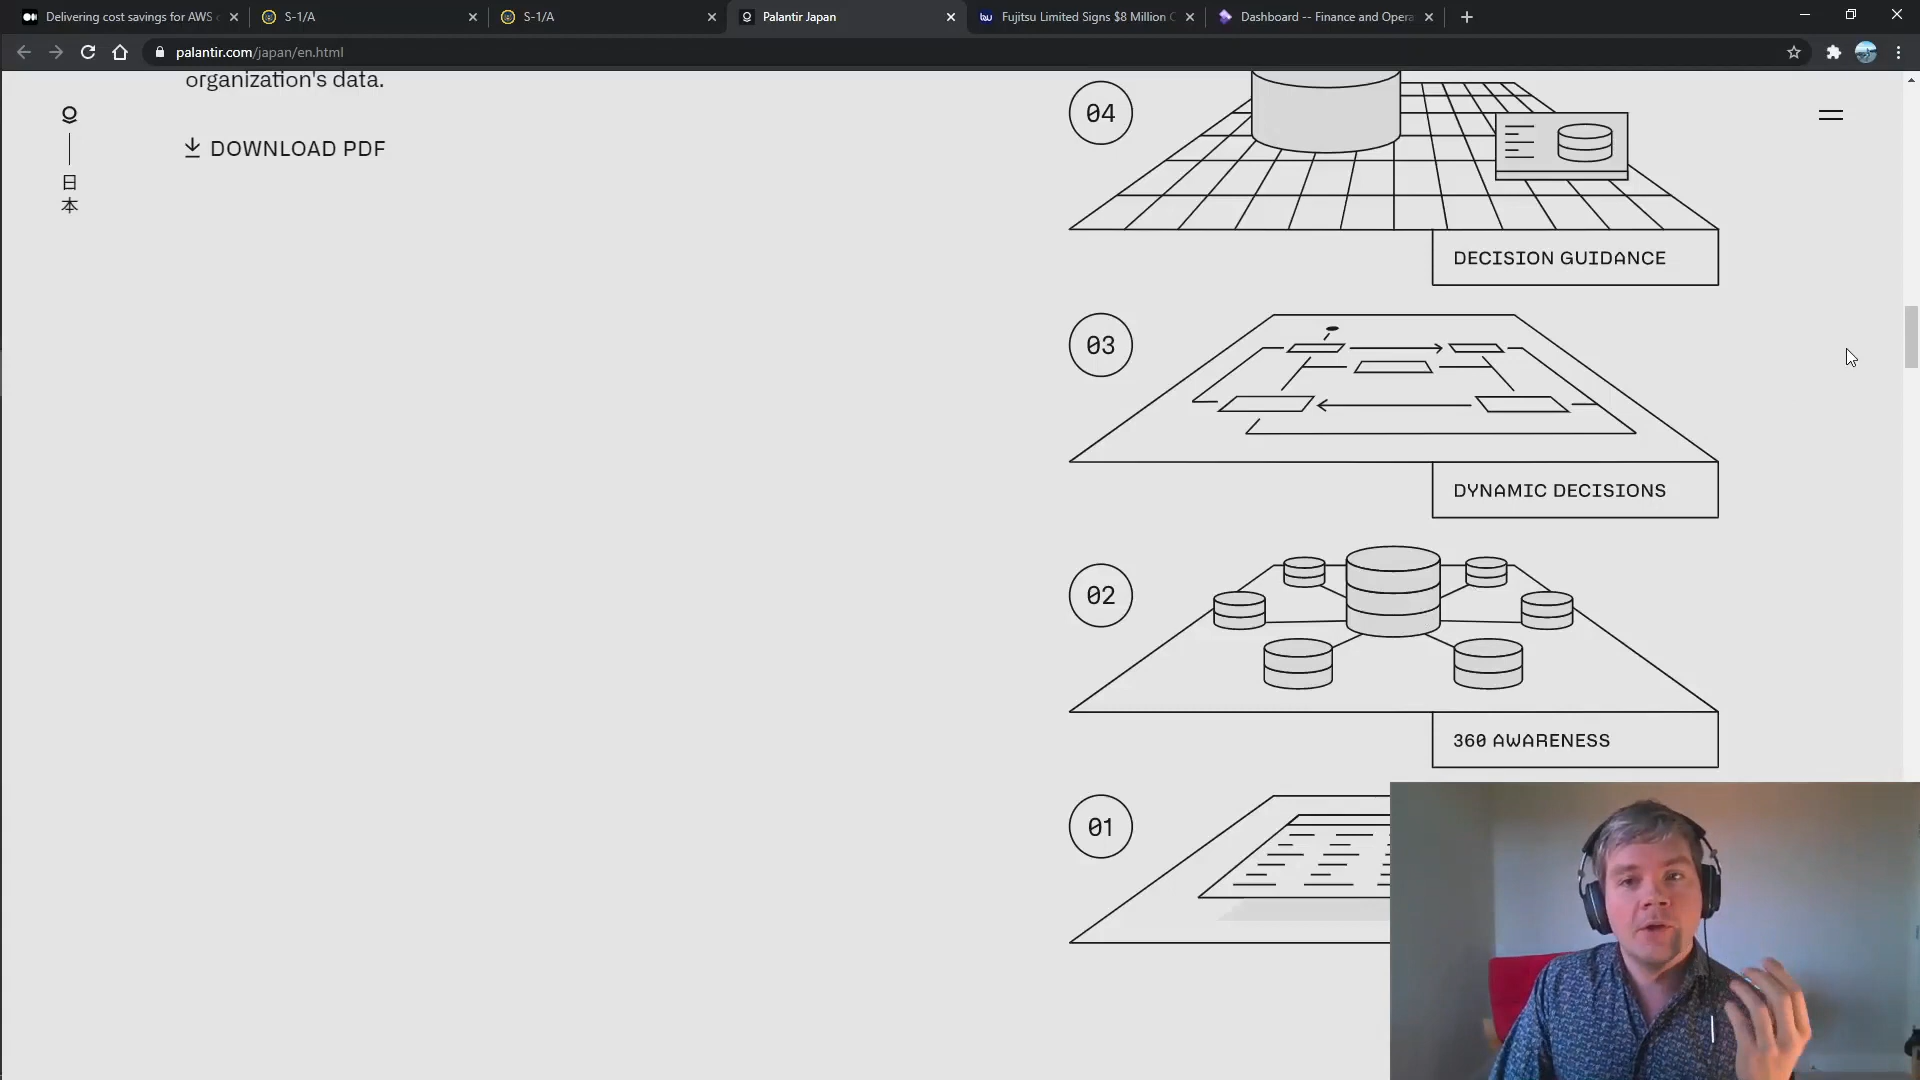 Delivering cost savings for AWS
S-1/A
S-1/A
Palantir Japan
Fujitsu Limited Signs $8 Million
Dashboard -- Finance and Opera
palantir.com/japan/en.html
organization's data.
DOWNLOAD PDF
日
本
04
DECISION GUIDANCE
03
DYNAMIC DECISIONS
02
360 AWARENESS
01